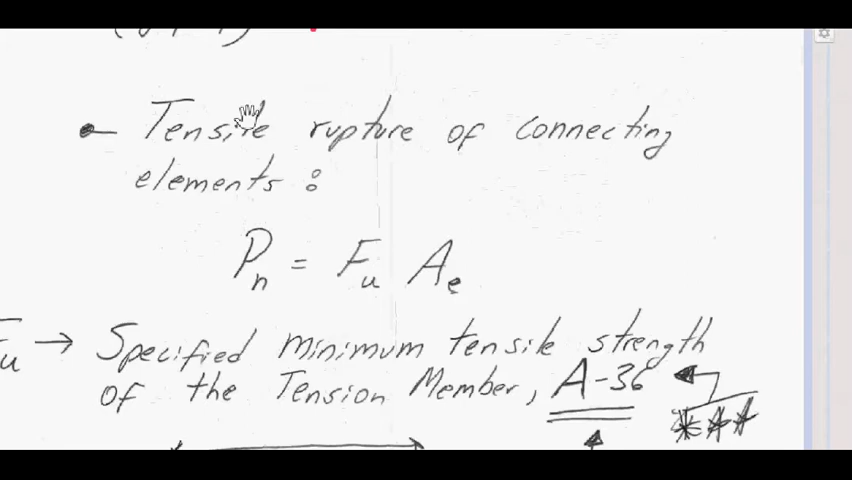 Tensile rupture of connecting
elements :
Pn = Fu Ae
Fu → Specified minimum tensile strength
of the Tension Member, A-36
***